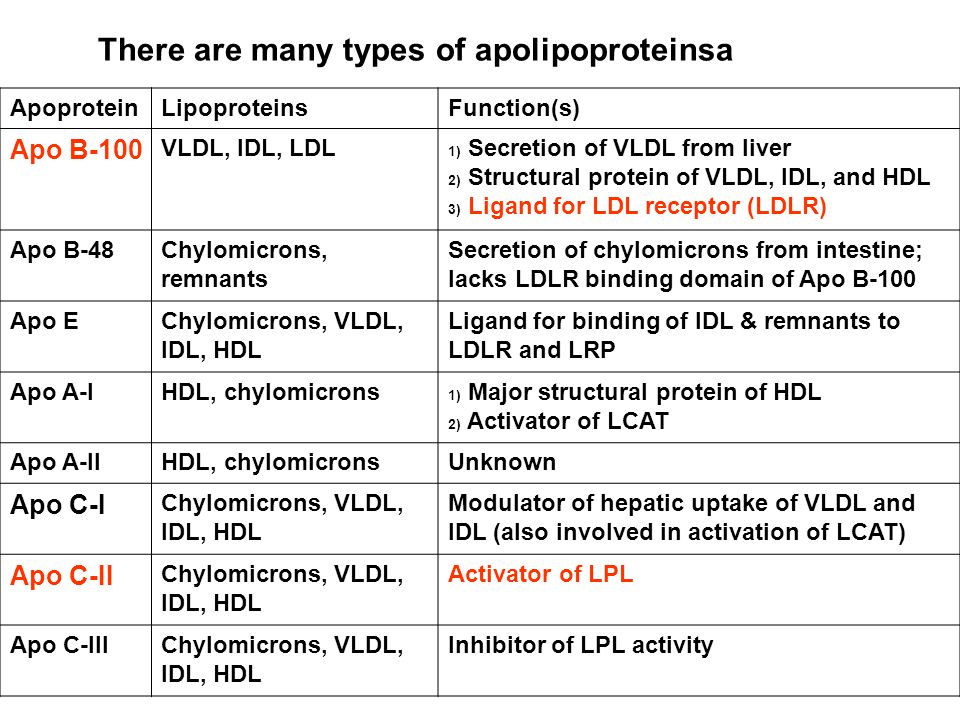 There are many types of apolipoproteinsa
Apoprotein Lipoproteins Function(s)
Apo B-100 VLDL, IDL, LDL 1) Secretion of VLDL from liver
2) Structural protein of VLDL, IDL, and HDL
3) Ligand for LDL receptor (LDLR)
Apo B-48 Chylomicrons, Secretion of chylomicrons from intestine;
remnants lacks LDLR binding domain of Apo B-100
Apo E Chylomicrons, VLDL, Ligand for binding of IDL & remnants to
IDL, HDL LDLR and LRP
Apo A-I HDL, chylomicrons 1) Major structural protein of HDL
2) Activator of LCAT
Apo A-II HDL, chylomicrons Unknown
Apo C-I Chylomicrons, VLDL, Modulator of hepatic uptake of VLDL and
IDL, HDL IDL (also involved in activation of LCAT)
Apo C-II Chylomicrons, VLDL, Activator of LPL
IDL, HDL
Apo C-III Chylomicrons, VLDL, Inhibitor of LPL activity
IDL, HDL